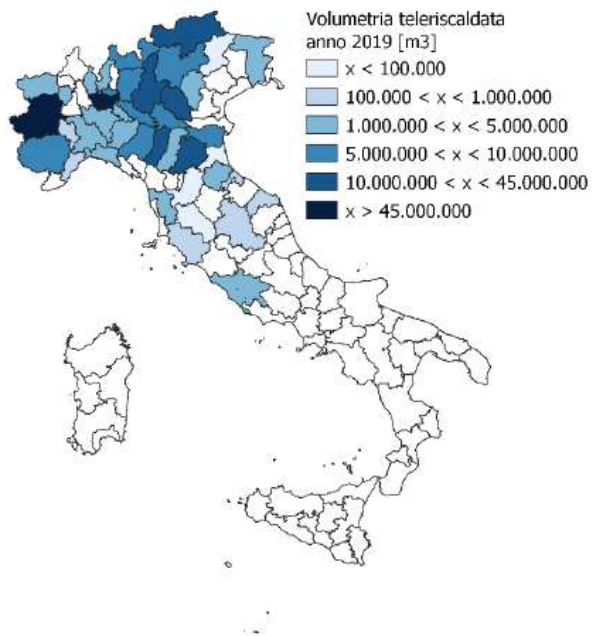 Volumetria teleriscaldata
anno 2019 [m3]
x < 100.000
100.000 < x < 1.000.000
1.000.000 < x < 5.000.000
5.000.000 < x < 10.000.000
10.000.000 < x < 45.000.000
x > 45.000.000